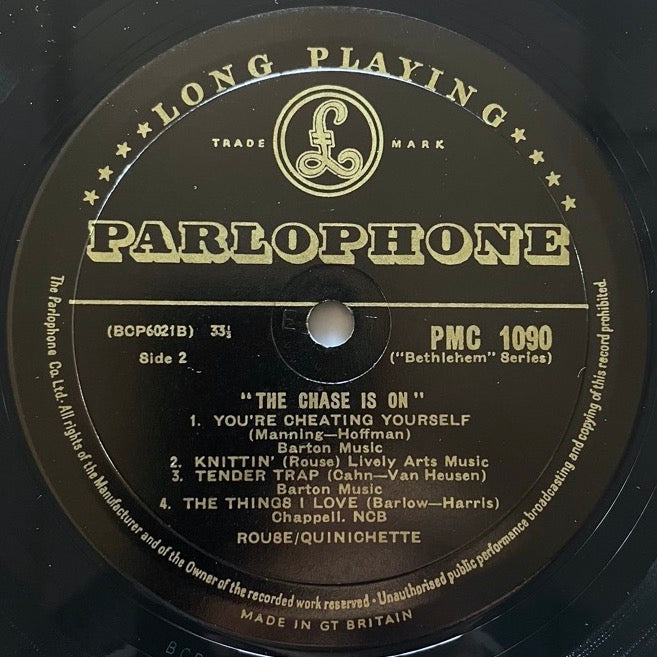 LONG PLAYING
TRADE MARK
PARLOPHONE
(BCP6021B) 33⅓
PMC 1090
Side 2
("Bethlehem" Series)
"THE CHASE IS ON"
1. YOU'RE CHEATING YOURSELF
(Manning—Hoffman)
Barton Music
2. KNITTIN' (Rouse) Lively Arts Music
3. TENDER TRAP (Cahn—Van Heusen)
Barton Music
4. THE THINGS I LOVE (Barlow—Harris)
Chappell. NCB
ROUSE/QUINICHETTE
The Parlophone Co. Ltd. All rights of the Manufacturer and of the Owner of the recorded work reserved · Unauthorised public performance broadcasting and copying of this record prohibited.
MADE IN GT BRITAIN